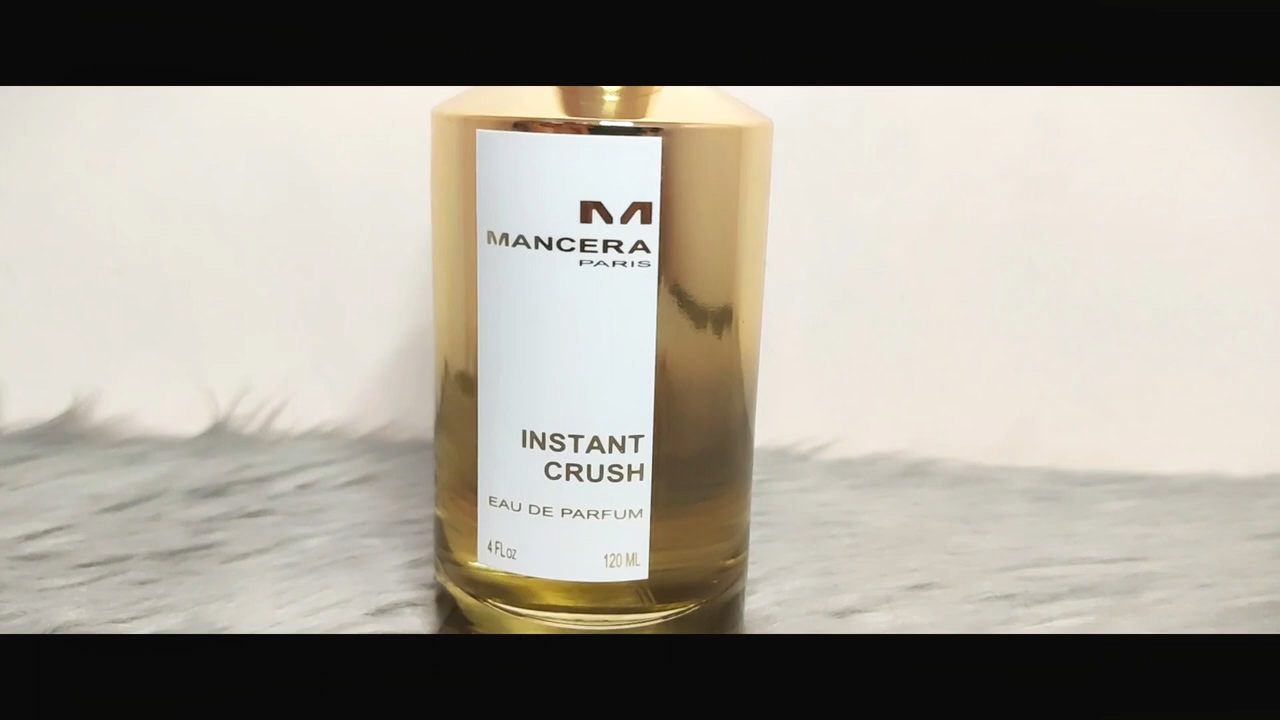 M
MANCERA
PARIS
INSTANT
CRUSH
EAU DE PARFUM
4 FLoz 120 ML